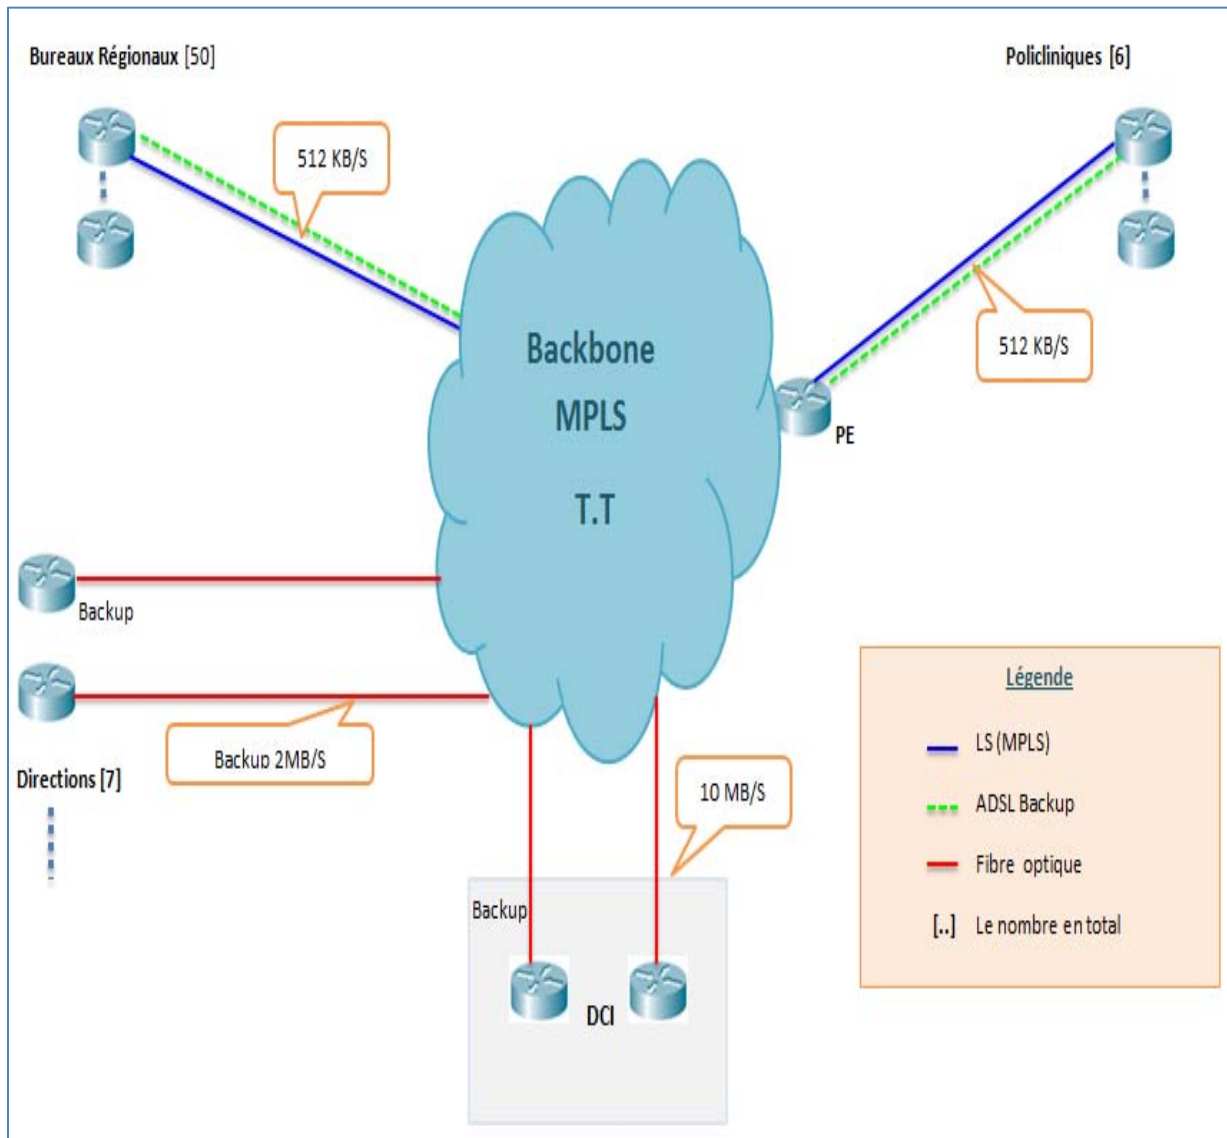 Bureaux Régionaux [50]
Policliniques [6]
512 KB/S
512 KB/S
Backbone
MPLS
T.T
PE
Backup
Backup 2MB/S
Directions [7]
10 MB/S
Backup
DCI
Légende
LS (MPLS)
ADSL Backup
Fibre optique
[..] Le nombre en total